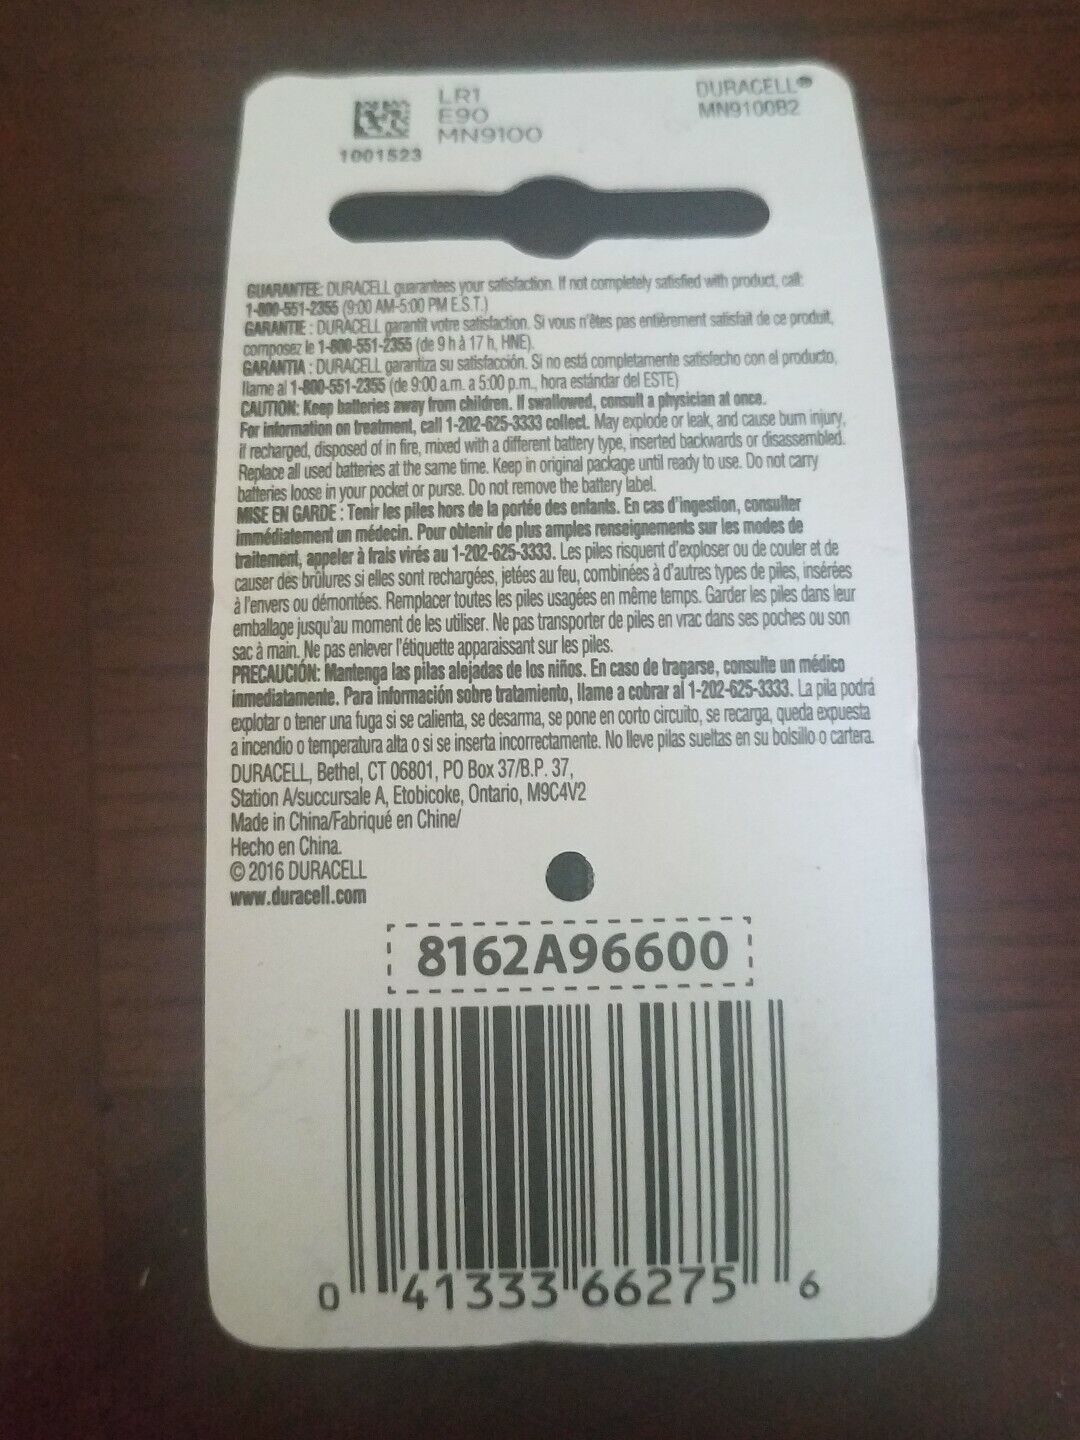 LR1
E90
MN9100
1001523
DURACELL®
MN9100B2
GUARANTEE: DURACELL guarantees your satisfaction. If not completely satisfied with product, call:
1-800-551-2355 (9:00 AM-5:00 PM E.S.T.)
GARANTIE : DURACELL garantit votre satisfaction. Si vous n'êtes pas entièrement satisfait de ce produit,
composez le 1-800-551-2355 (de 9 h à 17 h, HNE).
GARANTÍA : DURACELL garantiza su satisfacción. Si no está completamente satisfecho con el producto,
llame al 1-800-551-2355 (de 9:00 a.m. a 5:00 p.m., hora estándar del ESTE)
CAUTION: Keep batteries away from children. If swallowed, consult a physician at once.
For information on treatment, call 1-202-625-3333 collect. May explode or leak, and cause burn injury,
if recharged, disposed of in fire, mixed with a different battery type, inserted backwards or disassembled.
Replace all used batteries at the same time. Keep in original package until ready to use. Do not carry
batteries loose in your pocket or purse. Do not remove the battery label.
MISE EN GARDE : Tenir les piles hors de la portée des enfants. En cas d'ingestion, consulter
immédiatement un médecin. Pour obtenir de plus amples renseignements sur les modes de
traitement, appeler à frais virés au 1-202-625-3333. Les piles risquent d'exploser ou de couler et de
causer des brûlures si elles sont rechargées, jetées au feu, combinées à d'autres types de piles, insérées
à l'envers ou démontées. Remplacer toutes les piles usagées en même temps. Garder les piles dans leur
emballage jusqu'au moment de les utiliser. Ne pas transporter de piles en vrac dans ses poches ou son
sac à main. Ne pas enlever l'étiquette apparaissant sur les piles.
PRECAUCIÓN: Mantenga las pilas alejadas de los niños. En caso de tragarse, consulte un médico
inmediatamente. Para información sobre tratamiento, llame a cobrar al 1-202-625-3333. La pila podrá
explotar o tener una fuga si se calienta, se desarma, se pone en corto circuito, se recarga, queda expuesta
a incendio o temperatura alta o si se inserta incorrectamente. No lleve pilas sueltas en su bolsillo o cartera.
DURACELL, Bethel, CT 06801, PO Box 37/B.P. 37,
Station A/succursale A, Etobicoke, Ontario, M9C4V2
Made in China/Fabriqué en Chine/
Hecho en China.
© 2016 DURACELL
www.duracell.com
8162A96600
0 41333 66275 6